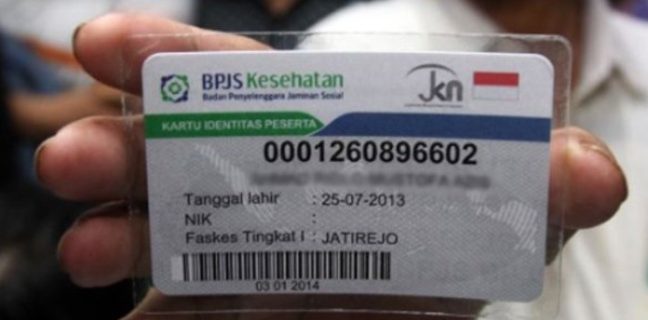 BPJS Kesehatan
Badan Penyelenggara Jaminan Sosial
jkn
KARTU IDENTITAS PESERTA
0001260896602
Tanggal lahir : 25-07-2013
NIK :
Faskes Tingkat I : JATIREJO
03 01 2014